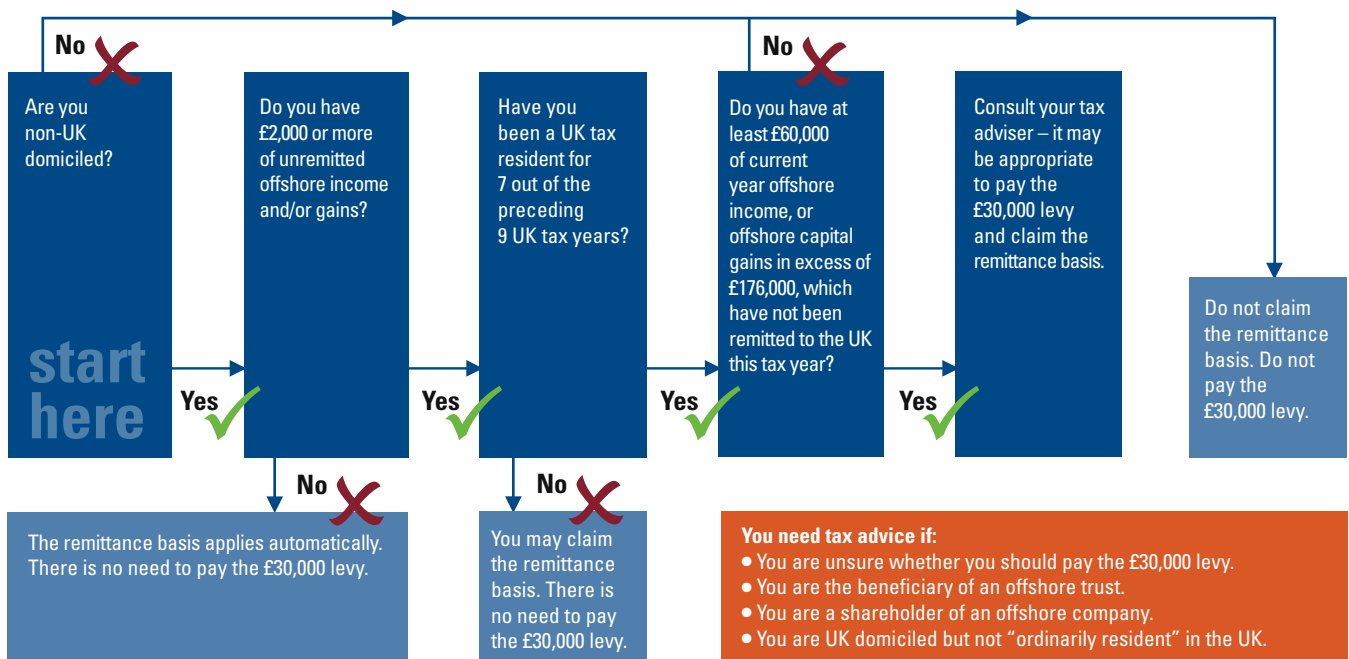 No
Are you
non-UK
domiciled?
start
here
Yes
Do you have
£2,000 or more
of unremitted
offshore income
and/or gains?
No
The remittance basis applies automatically.
There is no need to pay the £30,000 levy.
Yes
Have you
been a UK tax
resident for
7 out of the
preceding
9 UK tax years?
No
You may claim
the remittance
basis. There is
no need to pay
the £30,000 levy.
Yes
No
Do you have at
least £60,000
of current
year offshore
income, or
offshore capital
gains in excess of
£176,000, which
have not been
remitted to the UK
this tax year?
Yes
Consult your tax
adviser – it may
be appropriate
to pay the
£30,000 levy
and claim the
remittance basis.
Do not claim
the remittance
basis. Do not
pay the
£30,000 levy.
You need tax advice if:
• You are unsure whether you should pay the £30,000 levy.
• You are the beneficiary of an offshore trust.
• You are a shareholder of an offshore company.
• You are UK domiciled but not “ordinarily resident” in the UK.